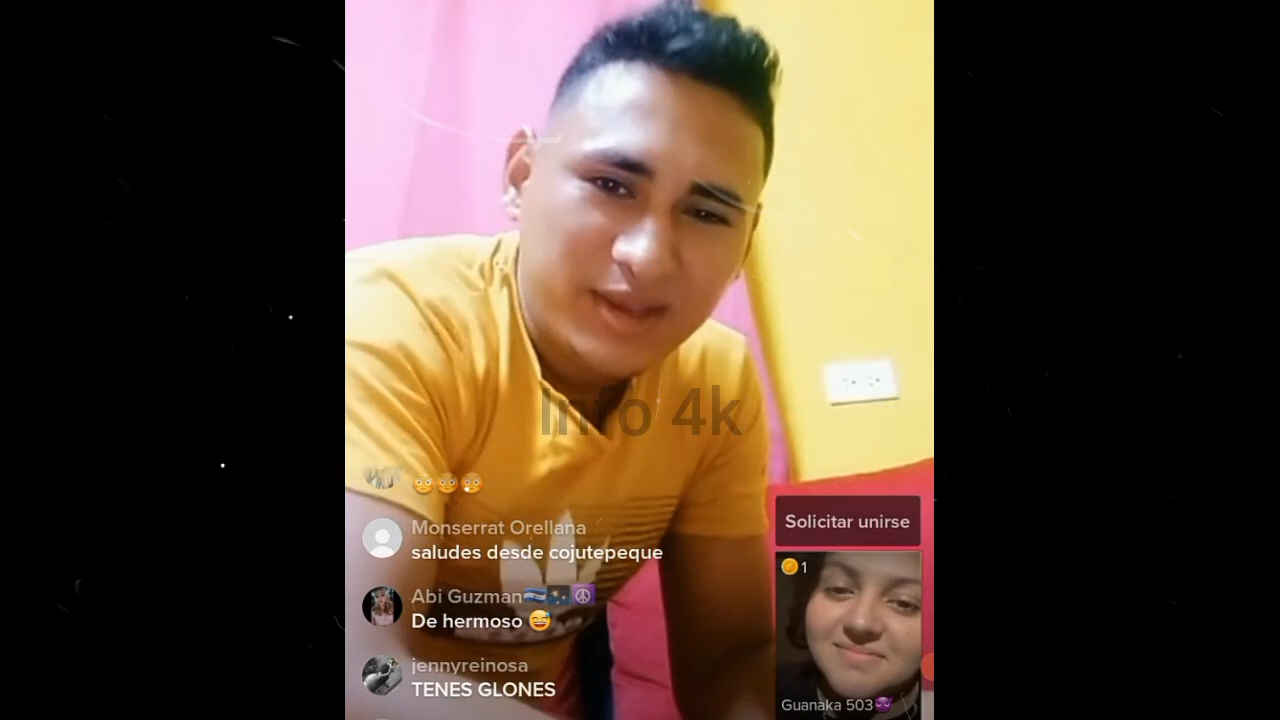 Info 4k
Solicitar unirse
Monserrat Orellana
saludes desde cojutepeque
1
Abi Guzman
De hermoso
jennyreinosa
TENES GLONES
Guanaka 503